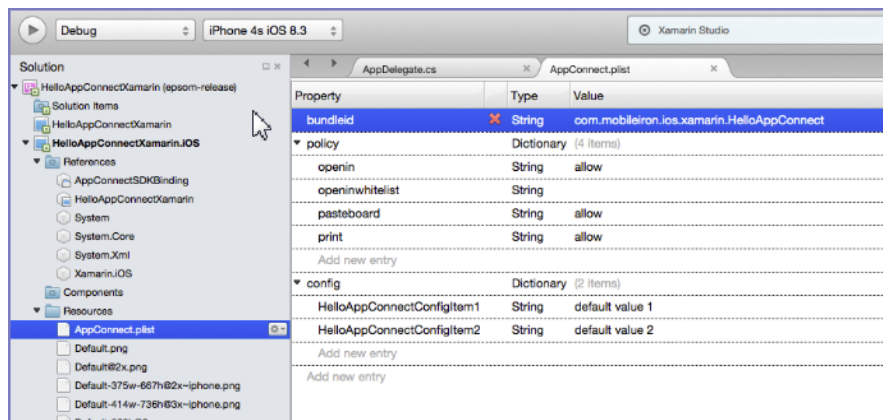 Debug
iPhone 4s iOS 8.3
Xamarin Studio
Solution
HelloAppConnectXamarin (epsom-release)
Solution Items
HelloAppConnectXamarin
HelloAppConnectXamarin.iOS
References
AppConnectSDKBinding
HelloAppConnectXamarin
System
System.Core
System.Xml
Xamarin.iOS
Components
Resources
AppConnect.plist
Default.png
Default@2x.png
Default-375w-667h@2x~iphone.png
Default-414w-736h@3x~iphone.png
AppDelegate.cs
AppConnect.plist
Property Type Value
bundleid String com.mobileiron.ios.xamarin.HelloAppConnect
policy Dictionary (4 items)
openin String allow
openinwhitelist String
pasteboard String allow
print String allow
Add new entry
config Dictionary (2 items)
HelloAppConnectConfigItem1 String default value 1
HelloAppConnectConfigItem2 String default value 2
Add new entry
Add new entry